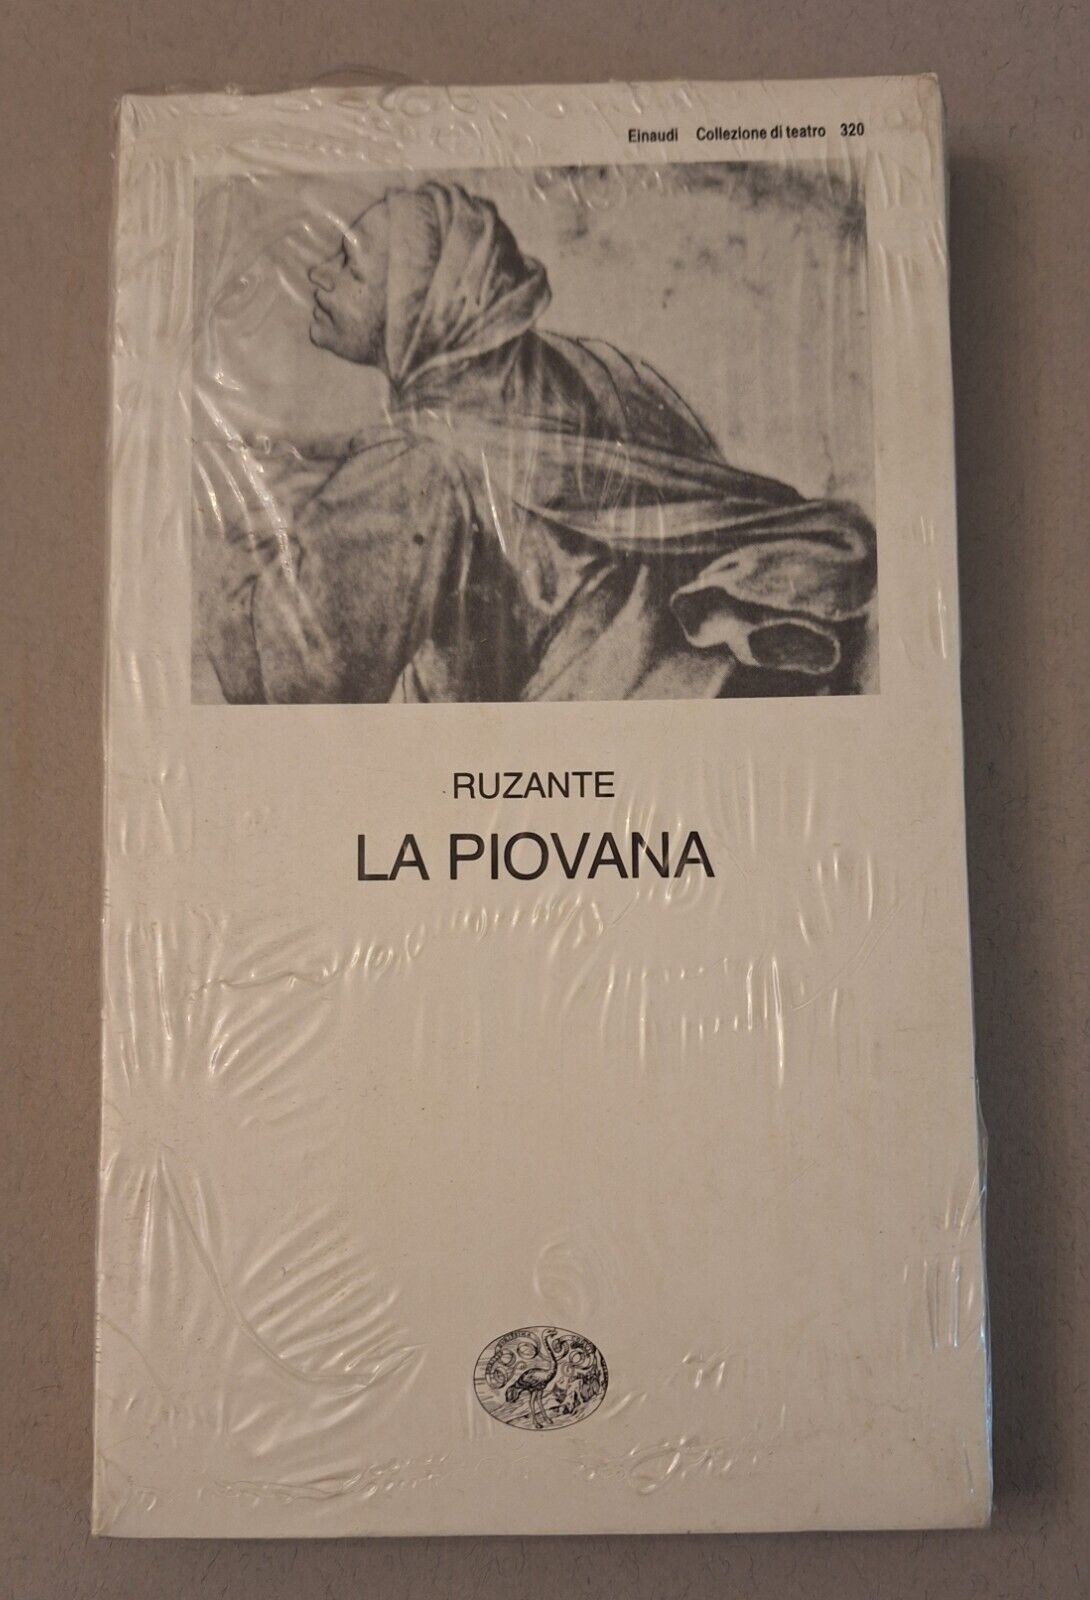 Einaudi Collezione di teatro 320
RUZANTE
LA PIOVANA